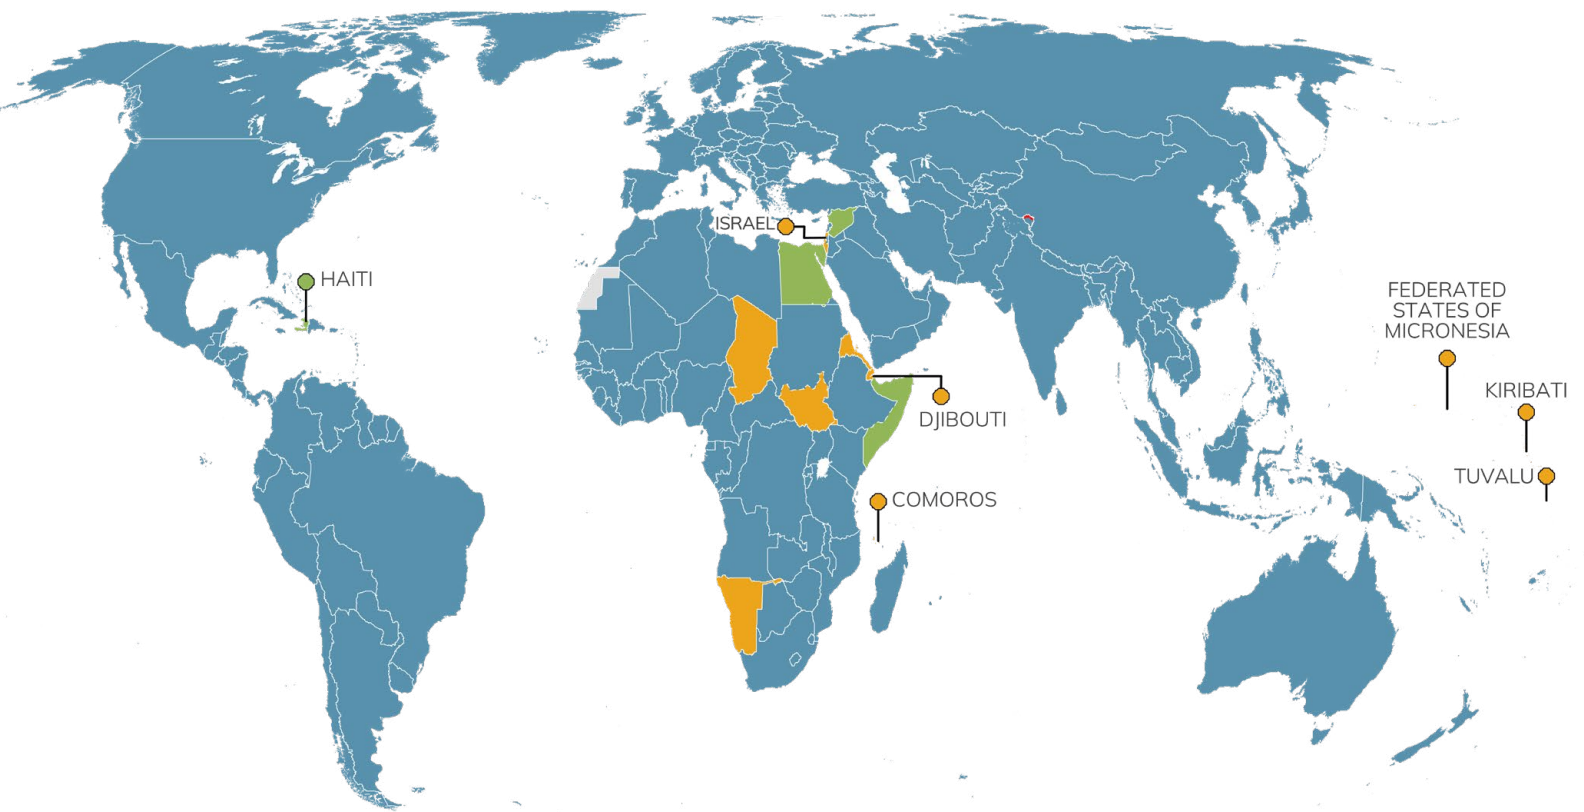 ISRAEL
HAITI
FEDERATED
STATES OF
MICRONESIA
KIRIBATI
DJIBOUTI
TUVALU
COMOROS